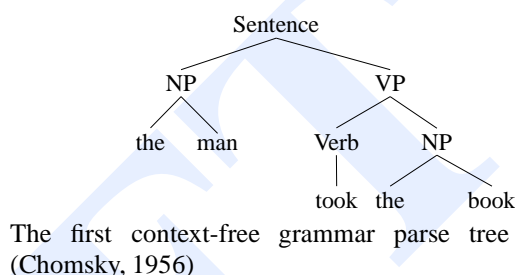 Sentence
NP VP
the man Verb NP
took the book
The first context-free grammar parse tree
(Chomsky, 1956)